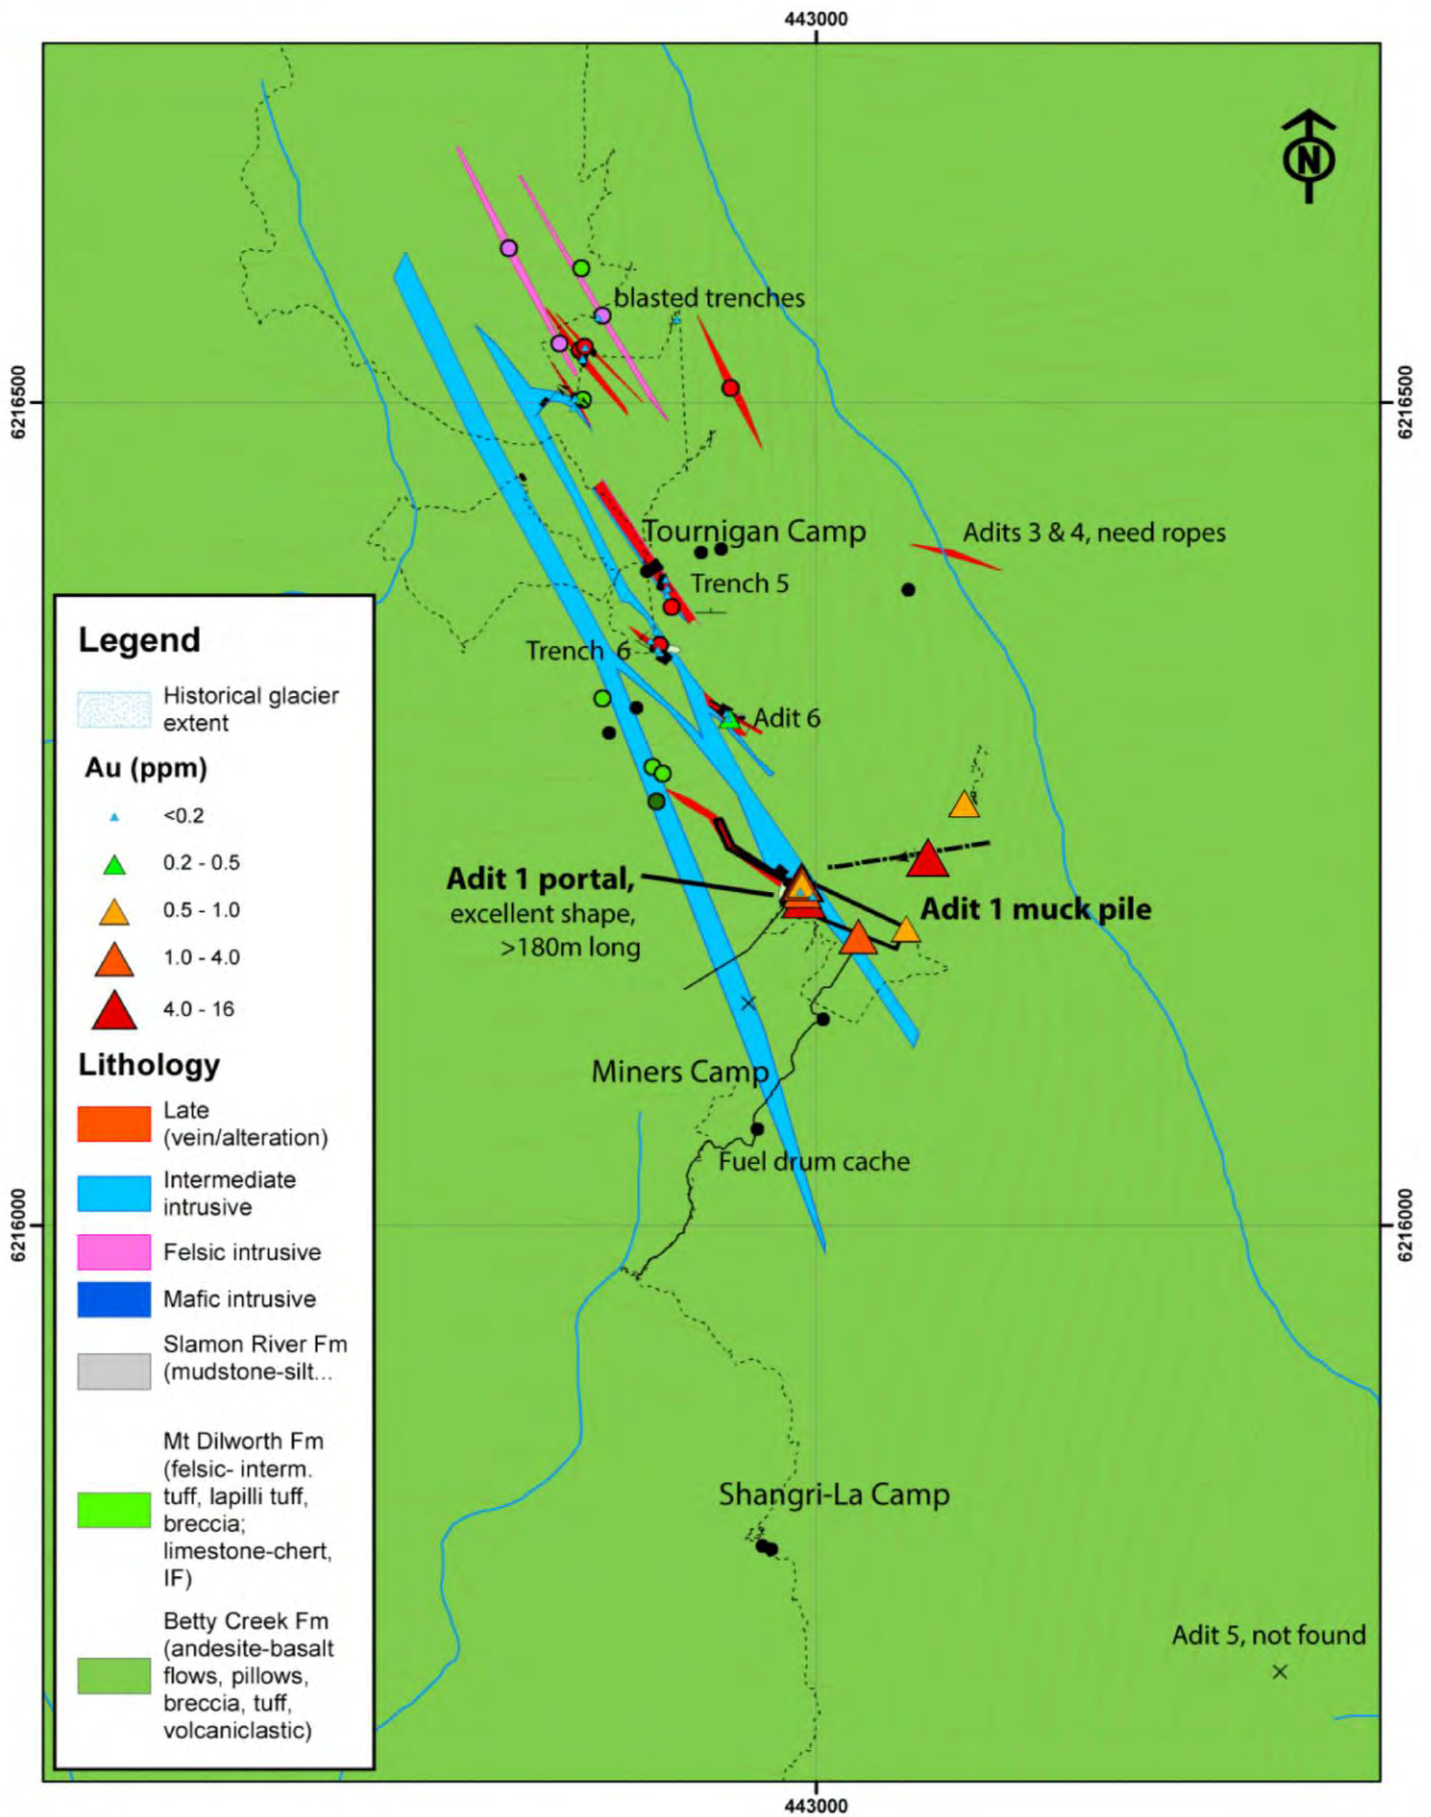 443000
N
blasted trenches
6216500
6216500
Tournigan Camp
Adits 3 & 4, need ropes
Trench 5
Trench 6
Adit 6
Adit 1 portal,
excellent shape,
>180m long
Adit 1 muck pile
Miners Camp
Fuel drum cache
6216000
6216000
Shangri-La Camp
Adit 5, not found
443000
Legend
Historical glacier
extent
Au (ppm)
<0.2
0.2 - 0.5
0.5 - 1.0
1.0 - 4.0
4.0 - 16
Lithology
Late
(vein/alteration)
Intermediate
intrusive
Felsic intrusive
Mafic intrusive
Slamon River Fm
(mudstone-silt...
Mt Dilworth Fm
(felsic- interm.
tuff, lapilli tuff,
breccia;
limestone-chert,
IF)
Betty Creek Fm
(andesite-basalt
flows, pillows,
breccia, tuff,
volcaniclastic)